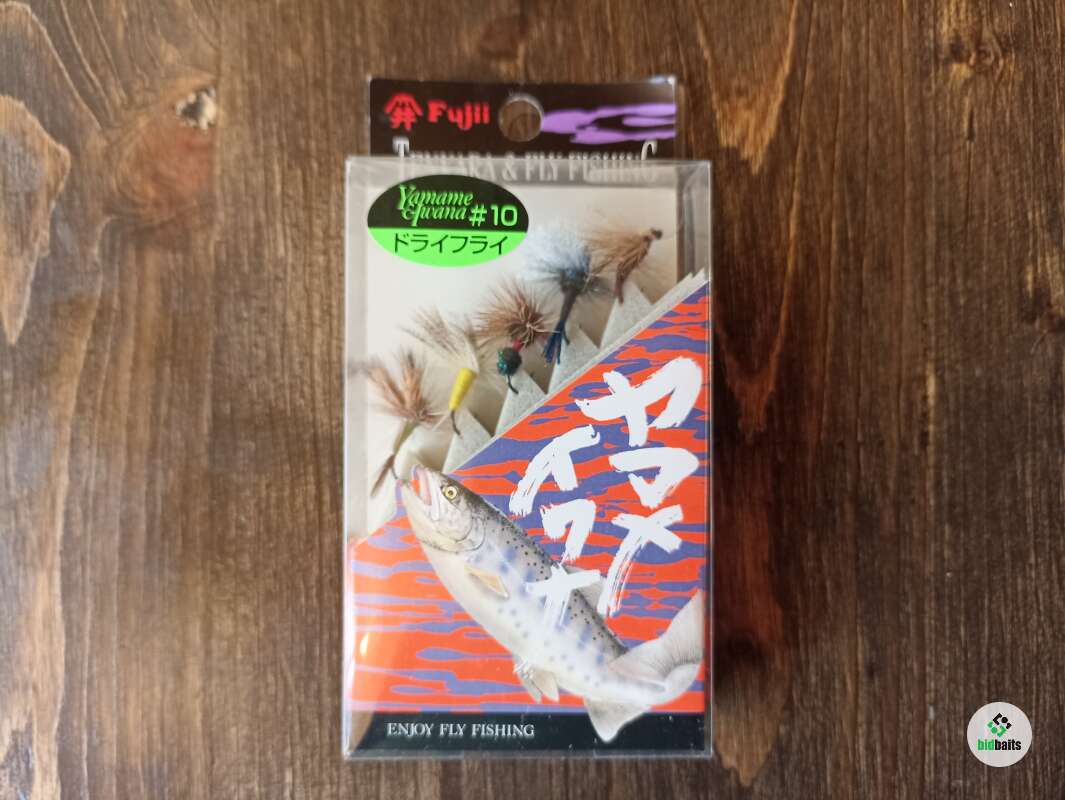 Fujii
TENKARA & FLY FISHING
Yamame
& Iwana #10
ドライフライ
ヤマメ
イワナ
ENJOY FLY FISHING
bidbaits